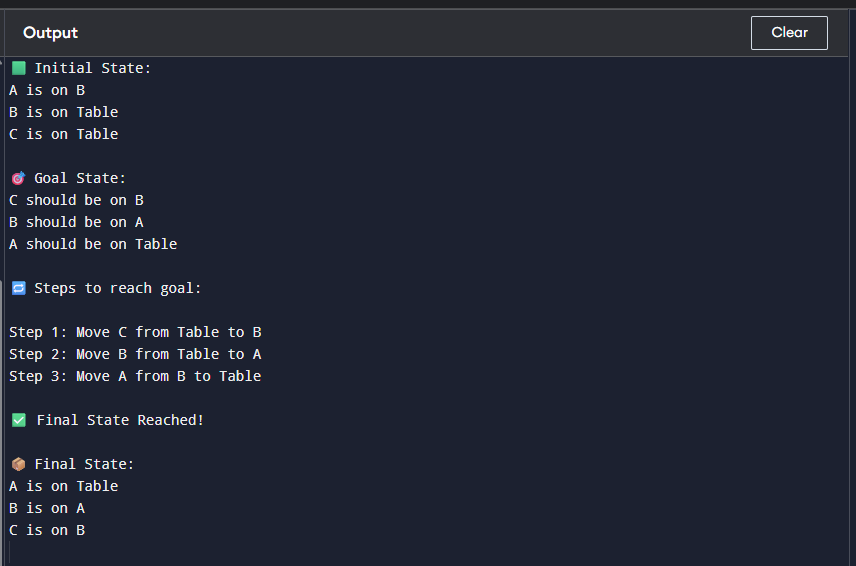 Output
Clear
Initial State:
A is on B
B is on Table
C is on Table
Goal State:
C should be on B
B should be on A
A should be on Table
Steps to reach goal:
Step 1: Move C from Table to B
Step 2: Move B from Table to A
Step 3: Move A from B to Table
Final State Reached!
Final State:
A is on Table
B is on A
C is on B